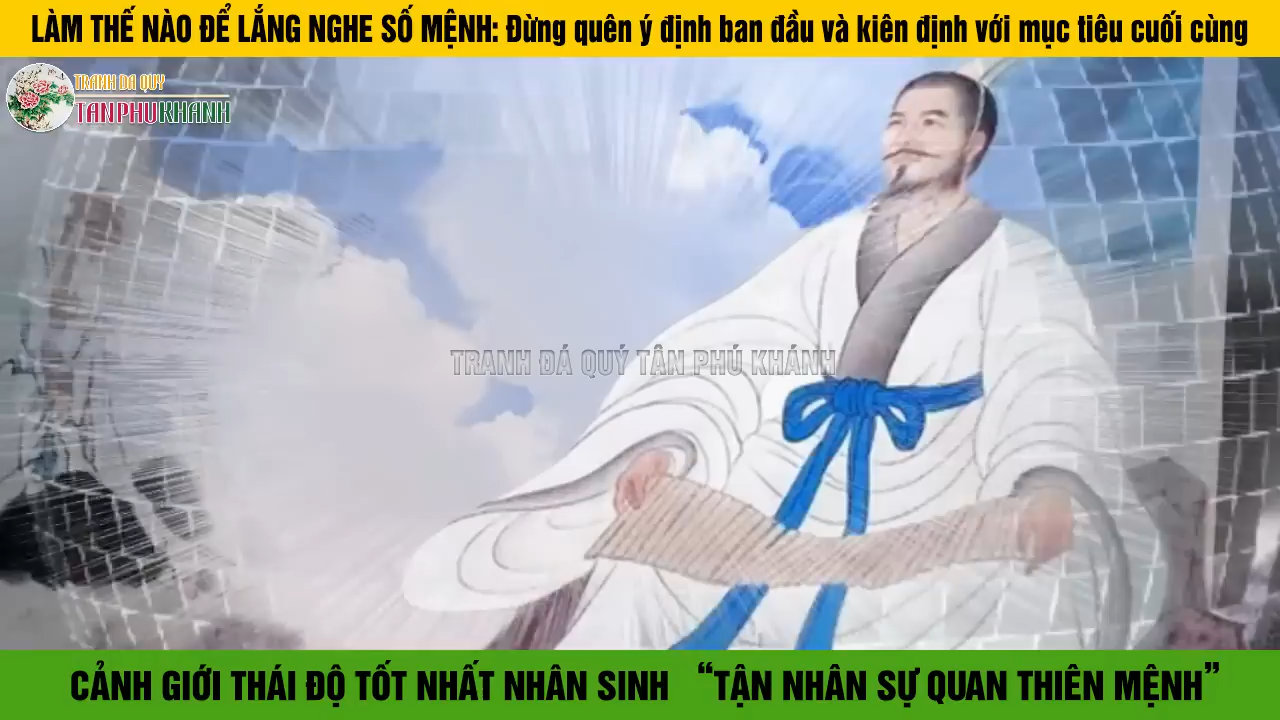 LÀM THẾ NÀO ĐỂ LẮNG NGHE SỐ MỆNH: Đừng quên ý định ban đầu và kiên định với mục tiêu cuối cùng
TRANH ĐA QUY
TANPHUKHANH
TRANH ĐÁ QUÝ TÂN PHÚ KHÁNH
CẢNH GIỚI THÁI ĐỘ TỐT NHẤT NHÂN SINH “TẬN NHÂN SỰ QUAN THIÊN MỆNH”